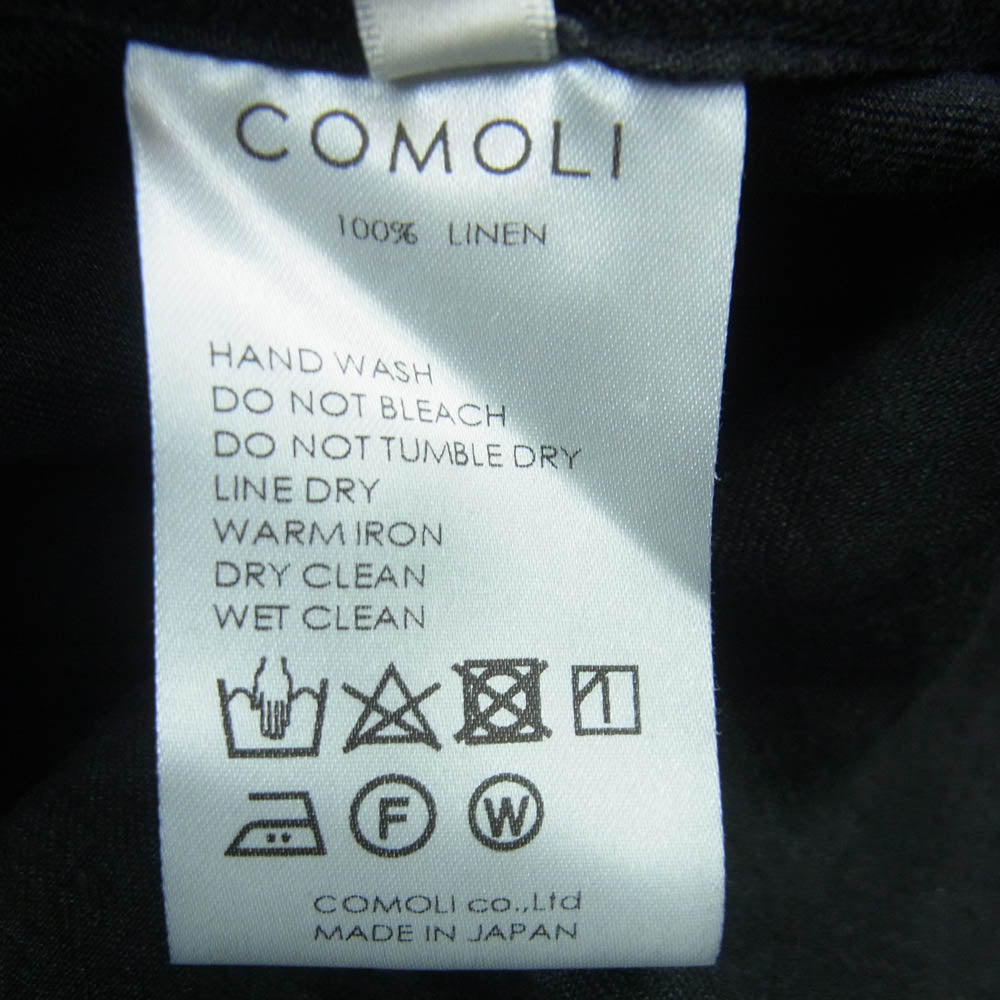 COMOLI
100% LINEN
HAND WASH
DO NOT BLEACH
DO NOT TUMBLE DRY
LINE DRY
WARM IRON
DRY CLEAN
WET CLEAN
F W
COMOLI co.,Ltd
MADE IN JAPAN